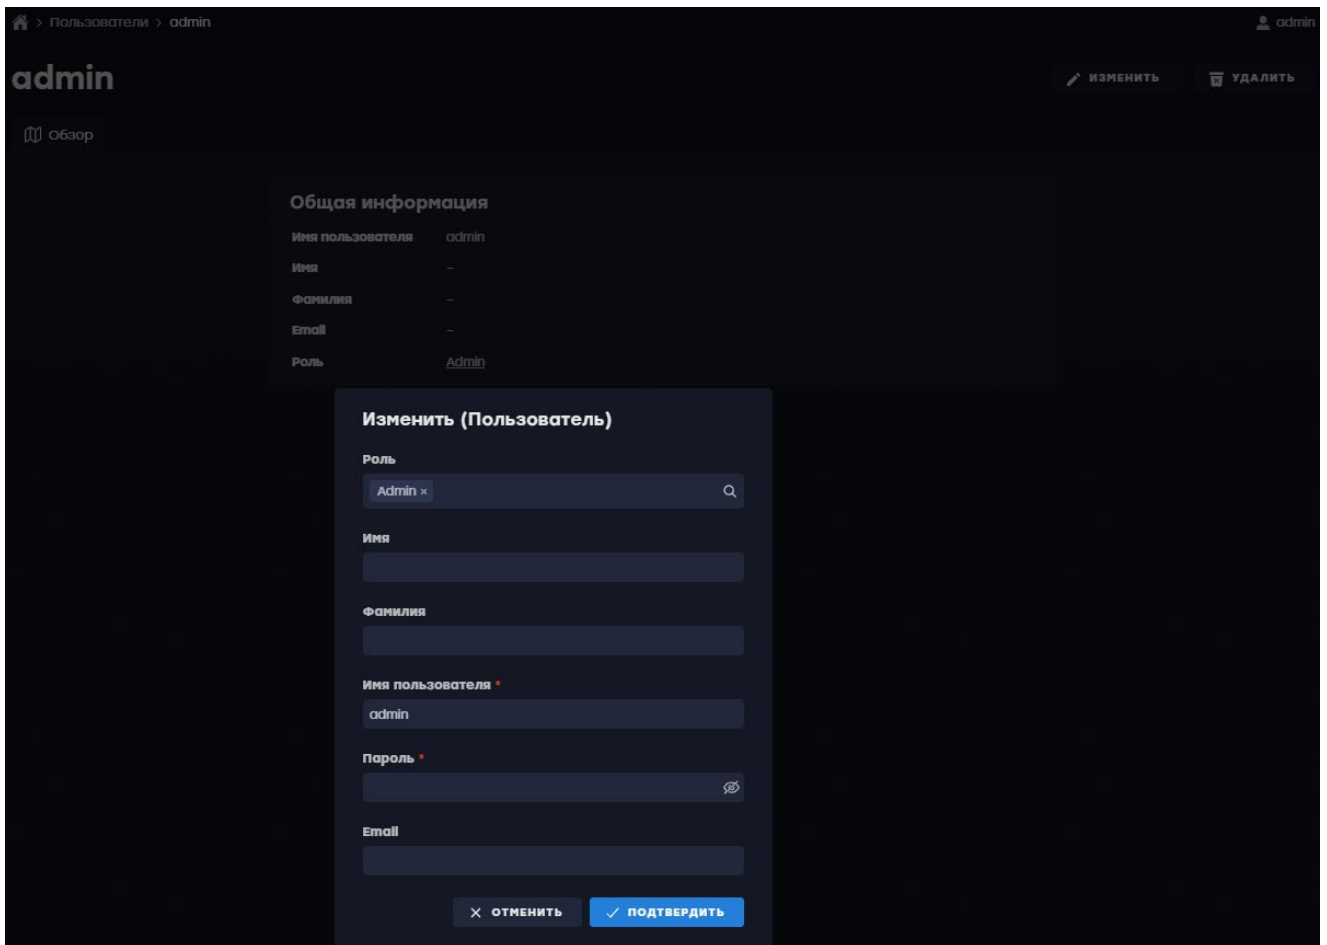 > Пользователи > admin
admin
admin
ИЗМЕНИТЬ
УДАЛИТЬ
Обзор
Общая информация
Имя пользователя admin
Имя –
Фамилия –
Email –
Роль Admin
Изменить (Пользователь)
Роль
Admin ×
Имя
Фамилия
Имя пользователя *
admin
Пароль *
Email
× ОТМЕНИТЬ
✓ ПОДТВЕРДИТЬ